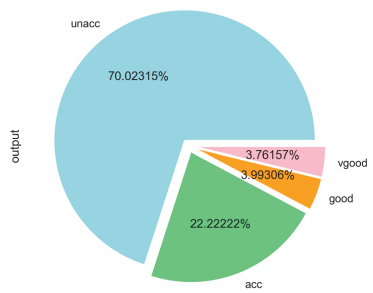 unacc
70.02315%
output
3.76157%
vgood
3.99306%
good
22.22222%
acc